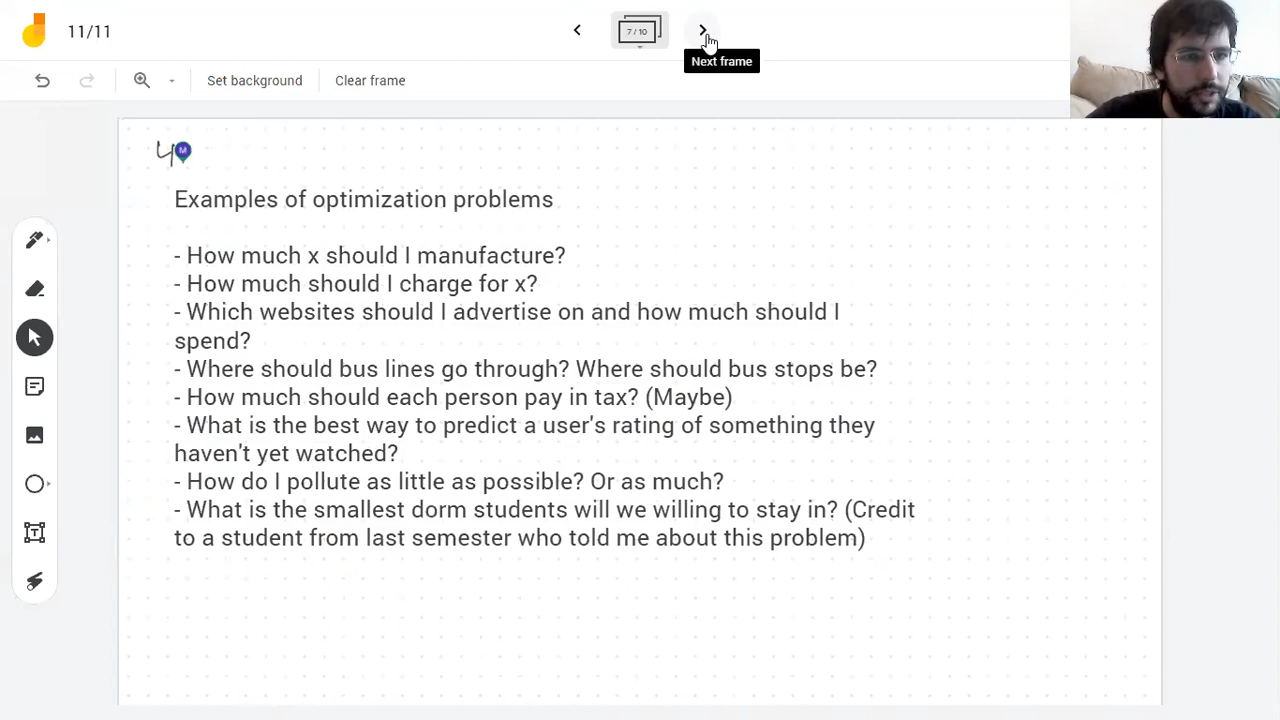 11/11
7 / 10
Next frame
Set background
Clear frame
4
M
Examples of optimization problems
- How much x should I manufacture?
- How much should I charge for x?
- Which websites should I advertise on and how much should I
spend?
- Where should bus lines go through? Where should bus stops be?
- How much should each person pay in tax? (Maybe)
- What is the best way to predict a user's rating of something they
haven't yet watched?
- How do I pollute as little as possible? Or as much?
- What is the smallest dorm students will we willing to stay in? (Credit
to a student from last semester who told me about this problem)